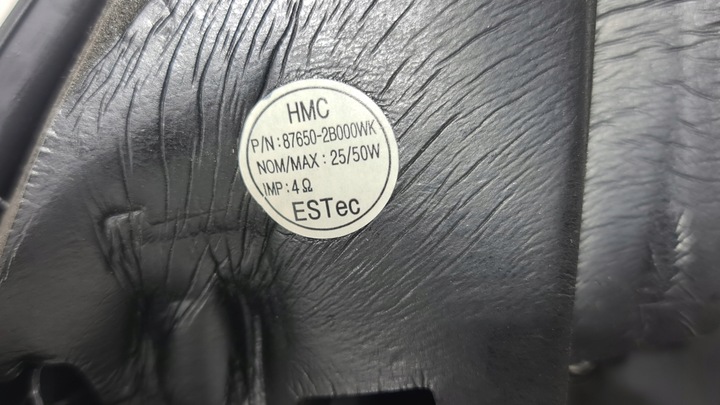 HMC
P/N:87650-2B000WK
NOM/MAX : 25/50W
IMP:4Ω
ESTec